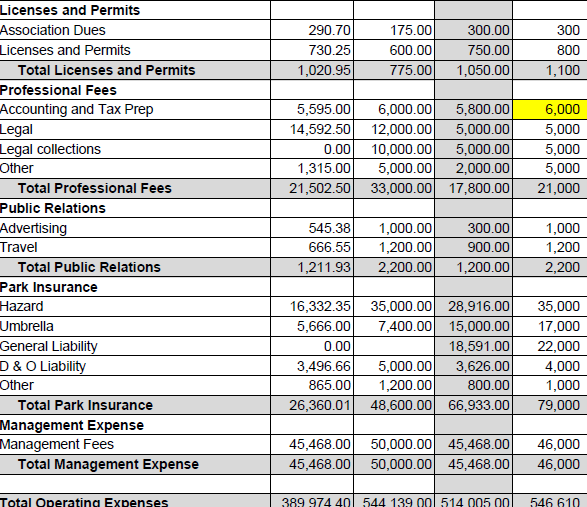 Licenses and Permits
Association Dues 290.70 175.00 300.00 300
Licenses and Permits 730.25 600.00 750.00 800
Total Licenses and Permits 1,020.95 775.00 1,050.00 1,100
Professional Fees
Accounting and Tax Prep 5,595.00 6,000.00 5,800.00 6,000
Legal 14,592.50 12,000.00 5,000.00 5,000
Legal collections 0.00 10,000.00 5,000.00 5,000
Other 1,315.00 5,000.00 2,000.00 5,000
Total Professional Fees 21,502.50 33,000.00 17,800.00 21,000
Public Relations
Advertising 545.38 1,000.00 300.00 1,000
Travel 666.55 1,200.00 900.00 1,200
Total Public Relations 1,211.93 2,200.00 1,200.00 2,200
Park Insurance
Hazard 16,332.35 35,000.00 28,916.00 35,000
Umbrella 5,666.00 7,400.00 15,000.00 17,000
General Liability 0.00 18,591.00 22,000
D & O Liability 3,496.66 5,000.00 3,626.00 4,000
Other 865.00 1,200.00 800.00 1,000
Total Park Insurance 26,360.01 48,600.00 66,933.00 79,000
Management Expense
Management Fees 45,468.00 50,000.00 45,468.00 46,000
Total Management Expense 45,468.00 50,000.00 45,468.00 46,000
Total Operating Expenses 389,974.40 544,139.00 514,005.00 546,610